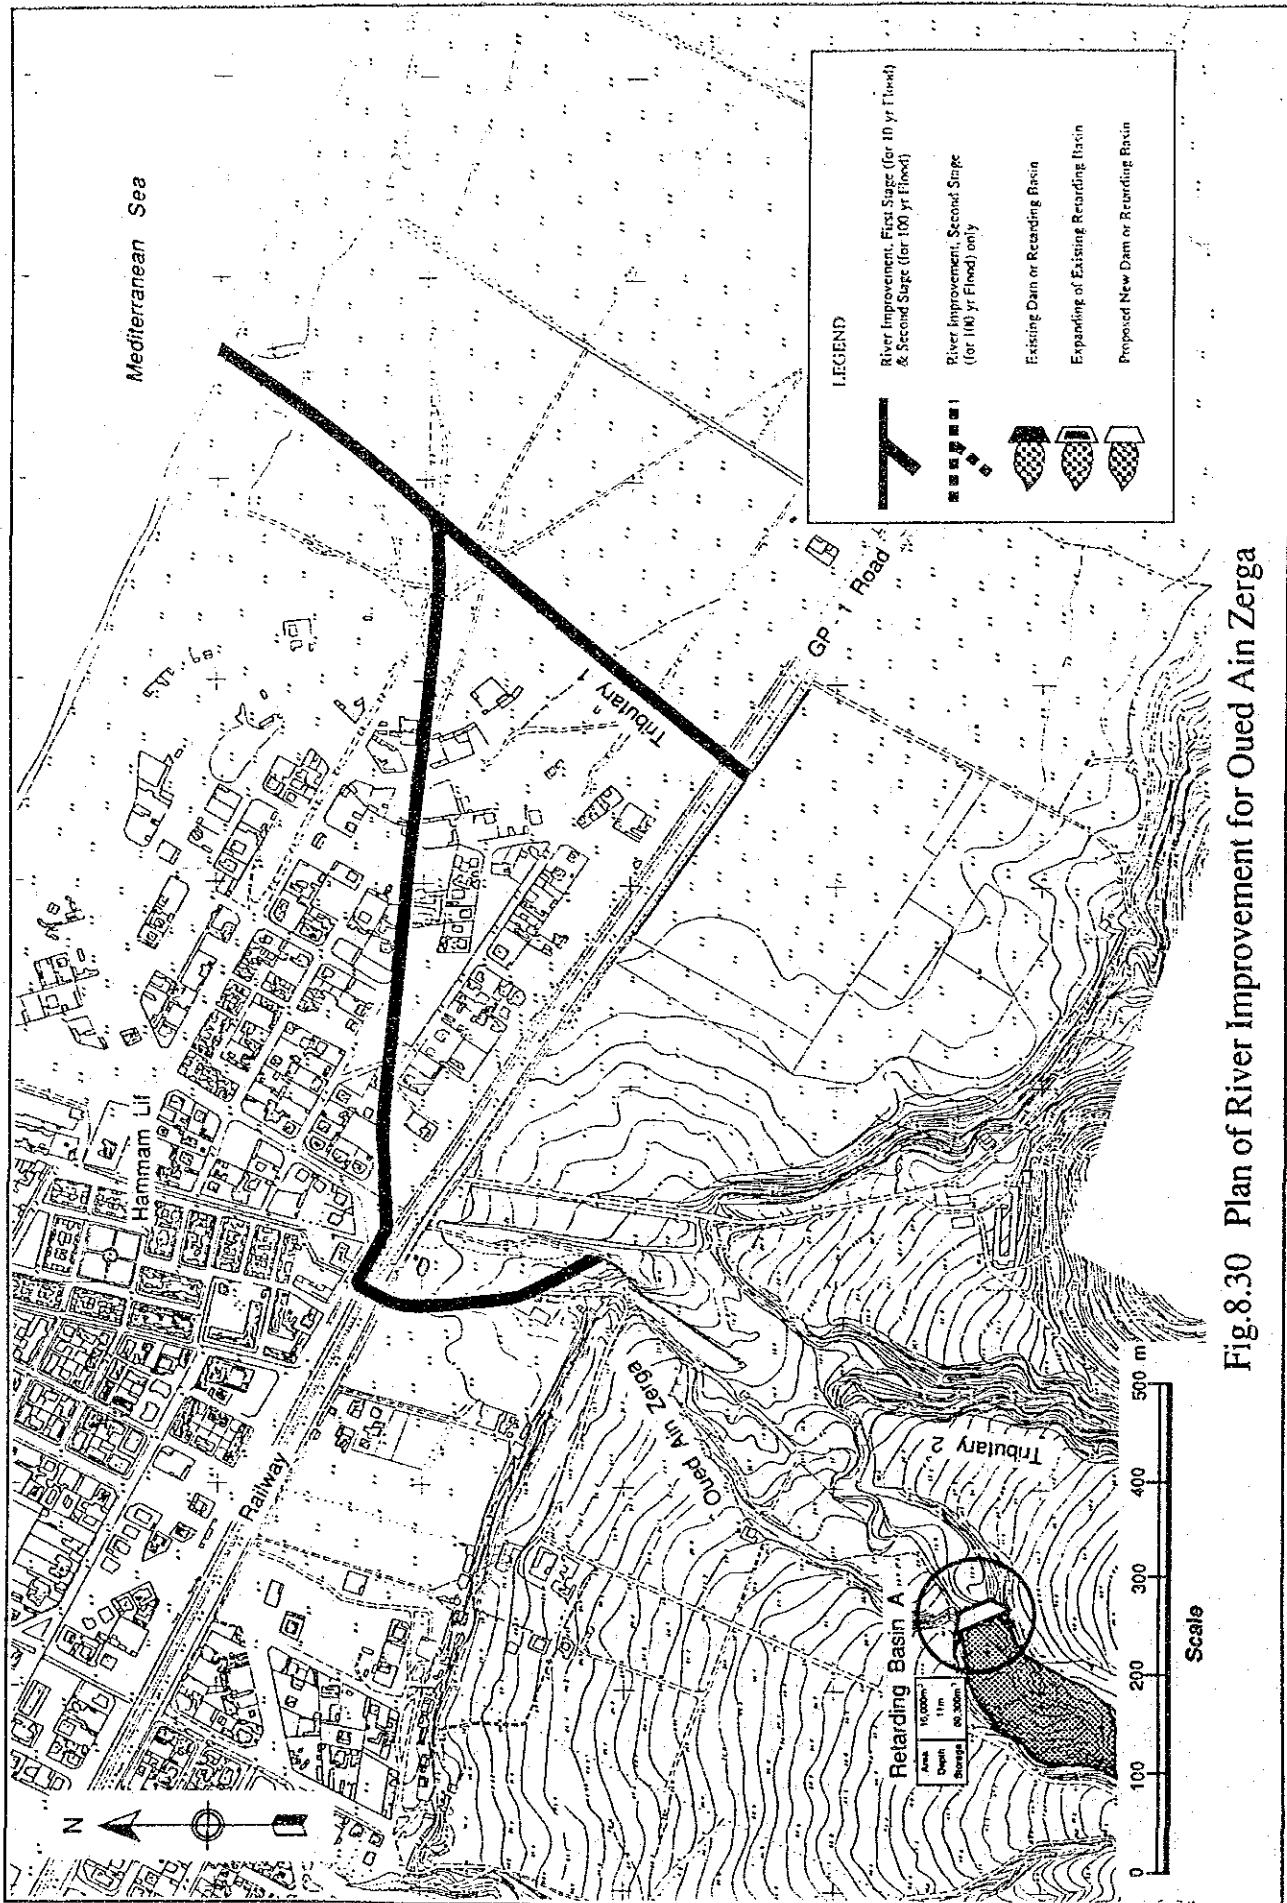 N
Mediterranean Sea
Hammam Lif
Railway
Tributary 1
GP - 1 Road
Oued Ain Zerga
Tributary 2
Retarding Basin A
Area
Depth 11m
Storage
LEGEND
River Improvement, First Stage (for 10 yr Flood)
& Second Stage (for 100 yr Flood)
River Improvement, Second Stage
(for 100 yr Flood) only
Existing Dam or Retarding Basin
Expanding of Existing Retarding Basin
Proposed New Dam or Retarding Basin
0 100 200 300 400 500 m
Scale
Fig.8.30 Plan of River Improvement for Oued Ain Zerga